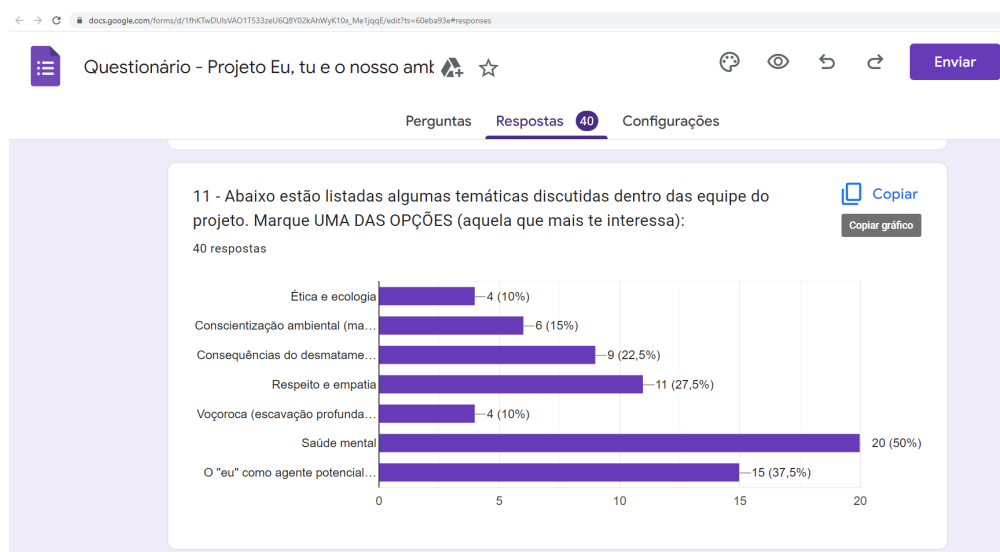 docs.google.com/forms/d/1fhKTwDUIsVAO1T533zeU6QBY02kAhWyK10x_Me1jqqE/edit?ts=60eba93e#responses
Questionário - Projeto Eu, tu e o nosso amt
Enviar
Perguntas Respostas 40 Configurações
11 - Abaixo estão listadas algumas temáticas discutidas dentro das equipe do
projeto. Marque UMA DAS OPÇÕES (aquela que mais te interessa):
Copiar
Copiar gráfico
40 respostas
Ética e ecologia 4 (10%)
Conscientização ambiental (ma... 6 (15%)
Consequências do desmatame... 9 (22,5%)
Respeito e empatia 11 (27,5%)
Voçoroca (escavação profunda... 4 (10%)
Saúde mental 20 (50%)
O "eu" como agente potencial... 15 (37,5%)
0 5 10 15 20